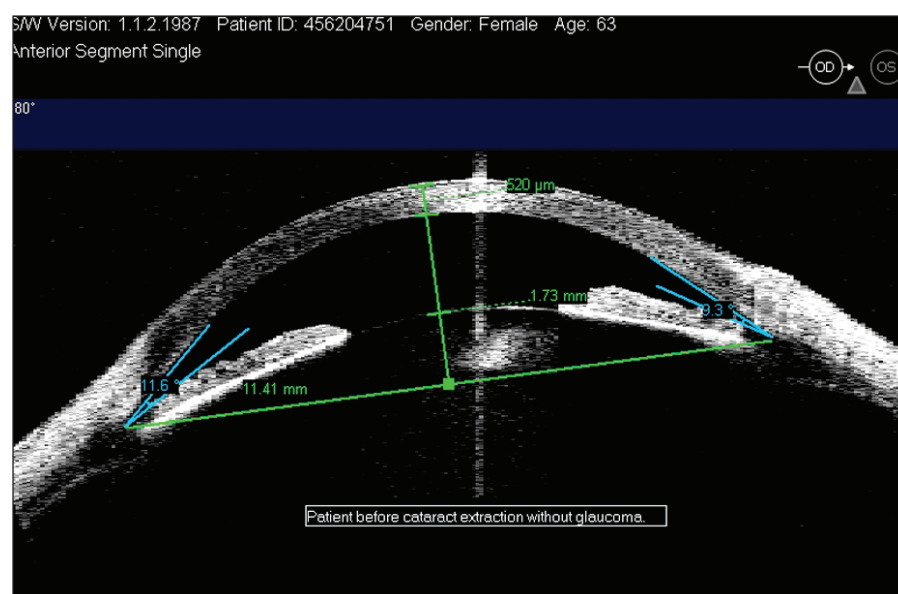 S/W Version: 1.1.2.1987 Patient ID: 456204751 Gender: Female Age: 63
Anterior Segment Single
OD OS
80°
520 µm
1.73 mm
9.3 °
11.6 °
11.41 mm
Patient before cataract extraction without glaucoma.